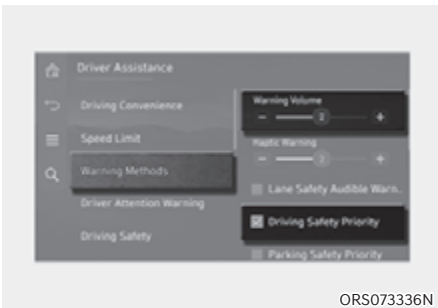 Driver Assistance
Driving Convenience
Speed Limit
Warning Methods
Driver Attention Warning
Driving Safety
Warning Volume
– 2 +
Haptic Warning
– 2 +
Lane Safety Audible Warn.
Driving Safety Priority
Parking Safety Priority
ORS073336N